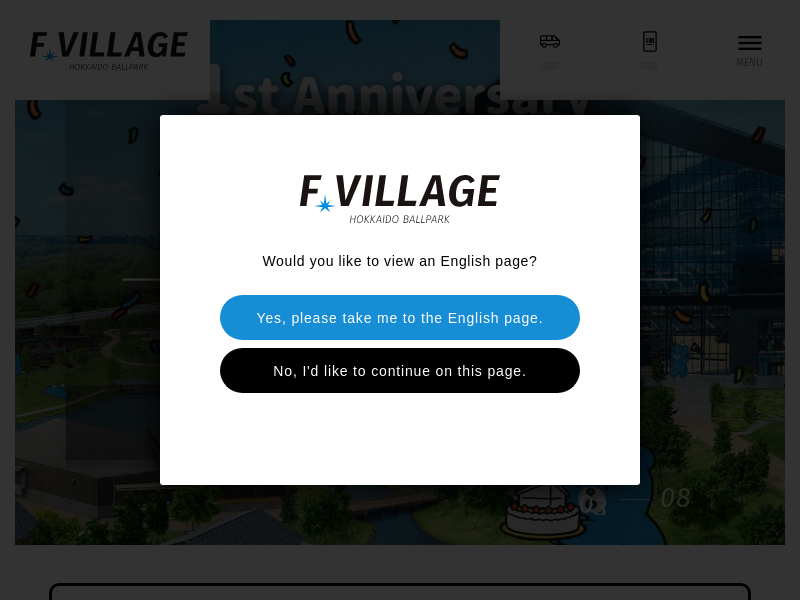 F VILLAGE
HOKKAIDO BALLPARK
MENU
1st Anniversary
F VILLAGE
HOKKAIDO BALLPARK
Would you like to view an English page?
Yes, please take me to the English page.
No, I'd like to continue on this page.
08